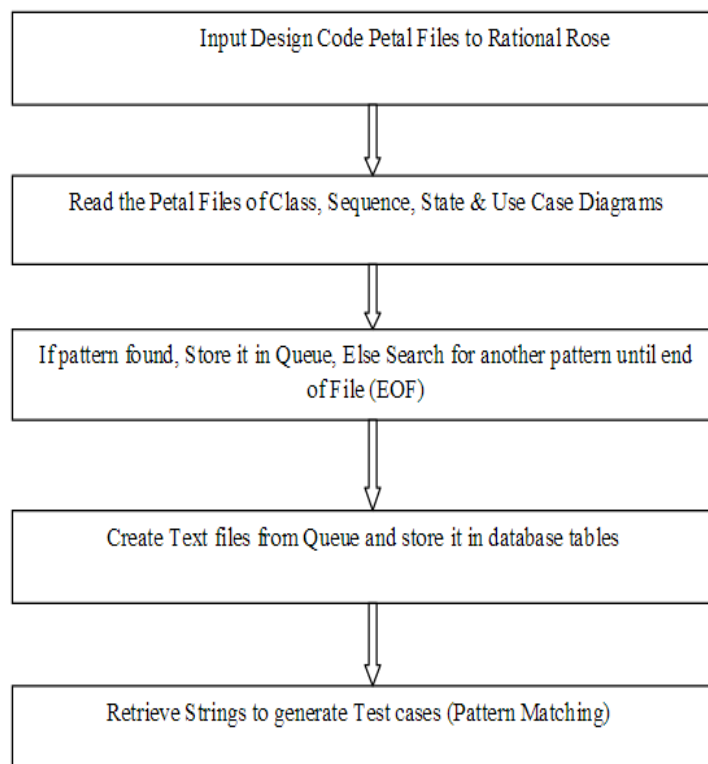 Input Design Code Petal Files to Rational Rose
Read the Petal Files of Class, Sequence, State & Use Case Diagrams
If pattern found, Store it in Queue, Else Search for another pattern until end
of File (EOF)
Create Text files from Queue and store it in database tables
Retrieve Strings to generate Test cases (Pattern Matching)